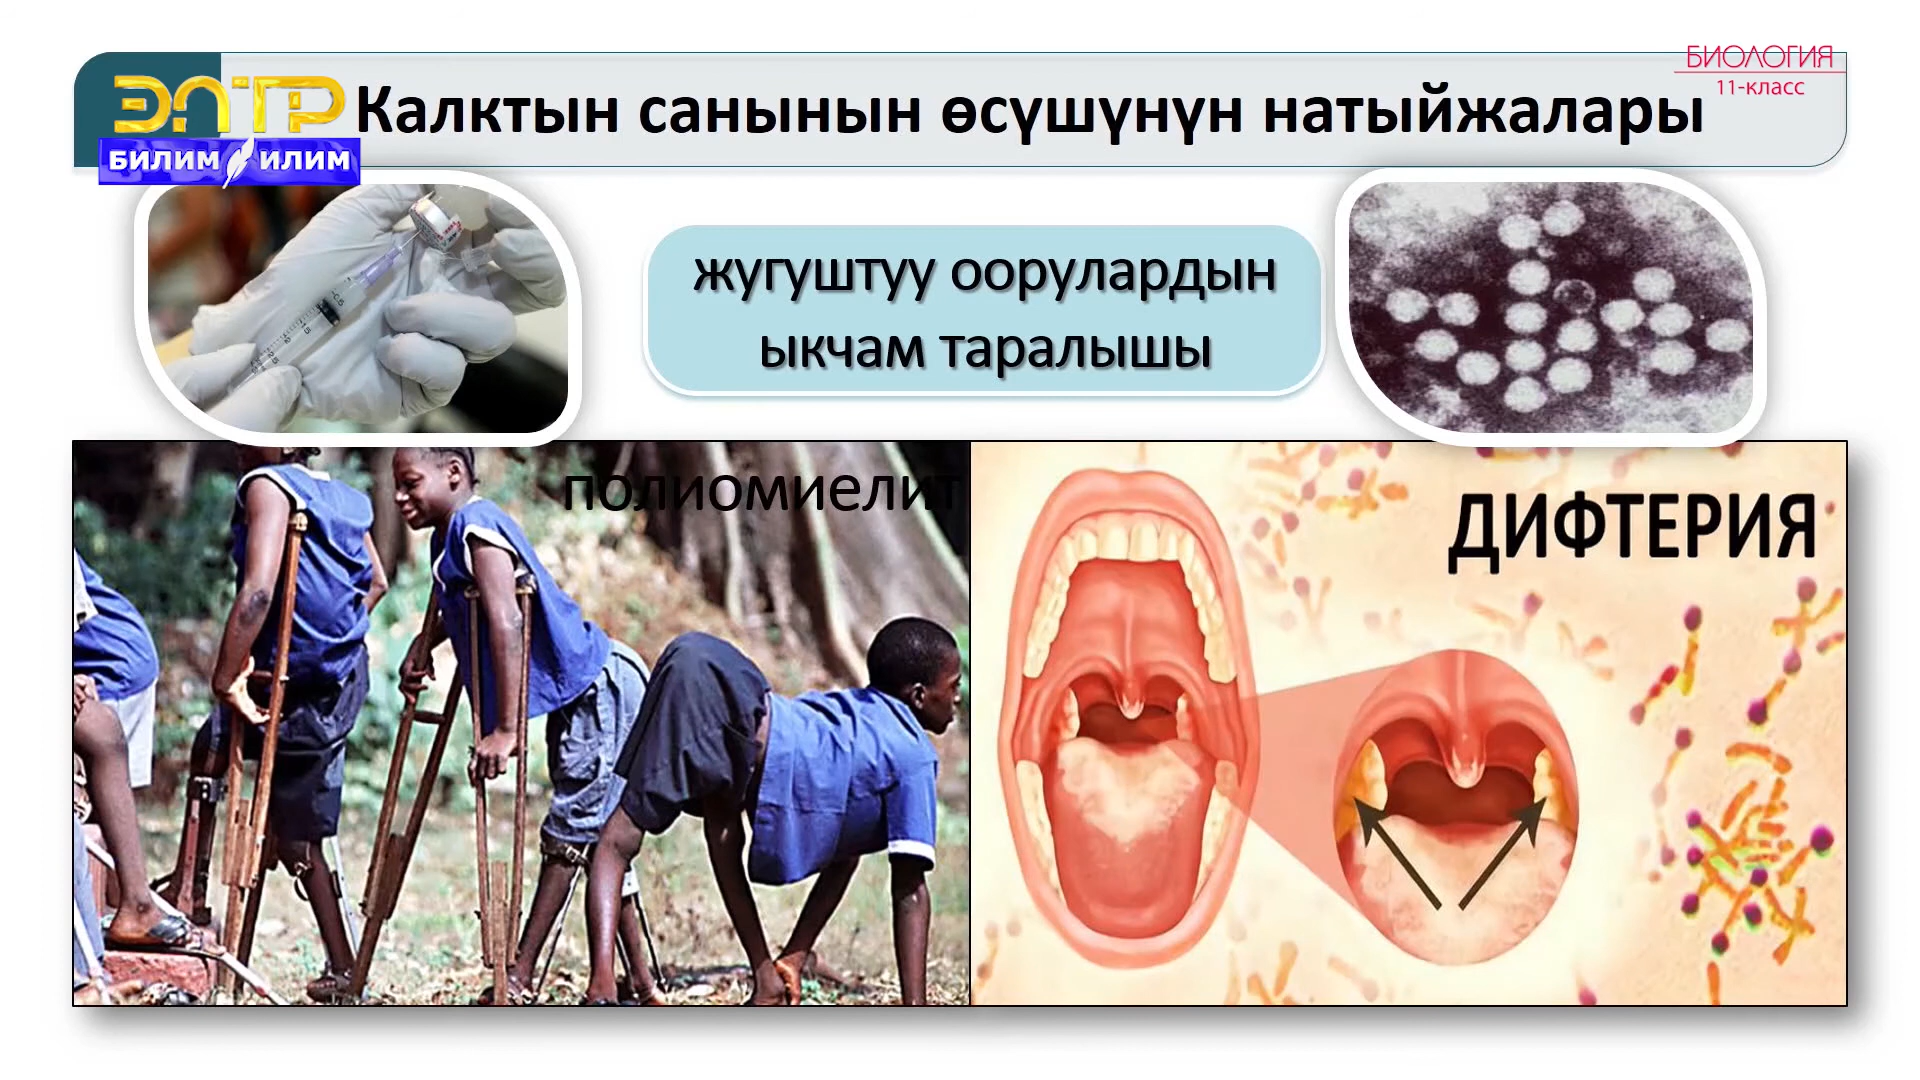 БИОЛОГИЯ
11-класс
ЭЛТР
БИЛИМ ИЛИМ
Калктын санынын өсүшүнүн натыйжалары
жугуштуу оорулардын
ыкчам таралышы
полиомиелит
ДИФТЕРИЯ